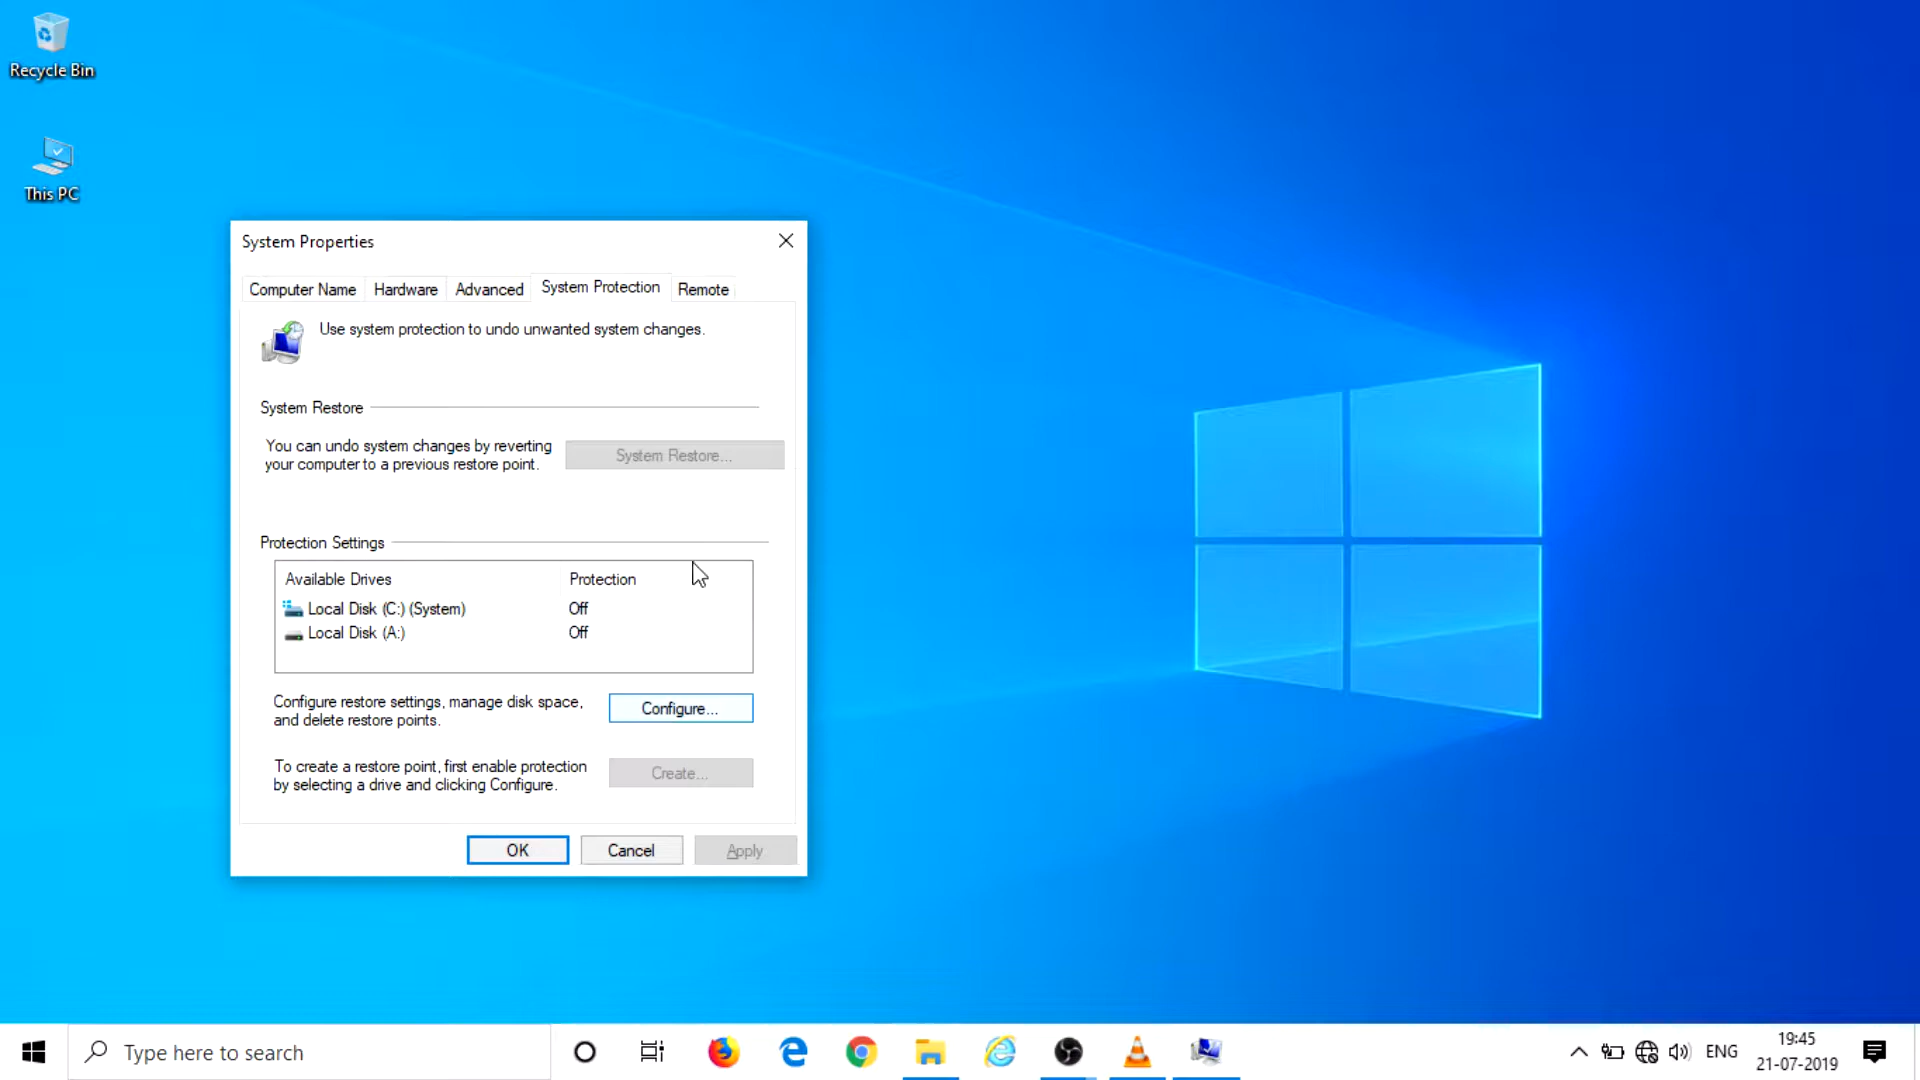 Recycle Bin
This PC
System Properties
Computer Name Hardware Advanced System Protection Remote
Use system protection to undo unwanted system changes.
System Restore
You can undo system changes by reverting
your computer to a previous restore point.
System Restore...
Protection Settings
Available Drives Protection
Local Disk (C:) (System) Off
Local Disk (A:) Off
Configure restore settings, manage disk space,
and delete restore points.
Configure...
To create a restore point, first enable protection
by selecting a drive and clicking Configure.
Create...
OK Cancel Apply
Type here to search
ENG
19:45
21-07-2019